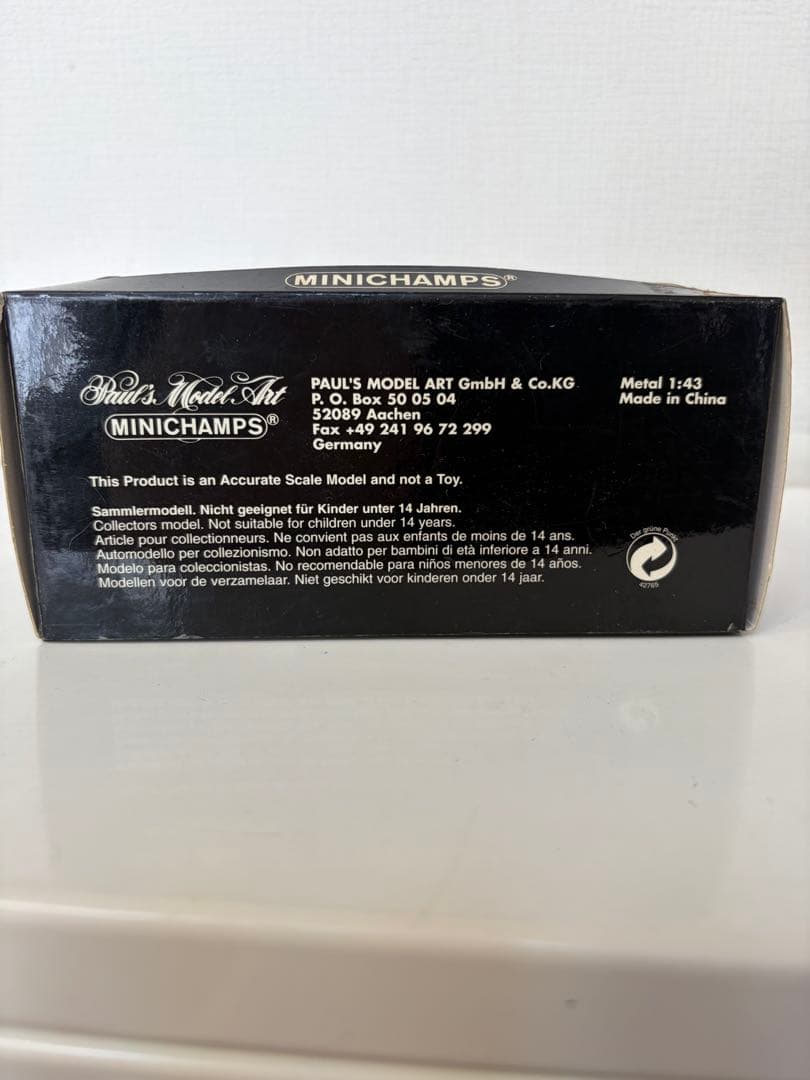 MINICHAMPS®
Paul's Model Art
MINICHAMPS®
PAUL'S MODEL ART GmbH & Co.KG
P. O. Box 50 05 04
52089 Aachen
Fax +49 241 96 72 299
Germany
Metal 1:43
Made in China
This Product is an Accurate Scale Model and not a Toy.
Sammlermodell. Nicht geeignet für Kinder unter 14 Jahren.
Collectors model. Not suitable for children under 14 years.
Article pour collectionneurs. Ne convient pas aux enfants de moins de 14 ans.
Automodello per collezionismo. Non adatto per bambini di età inferiore a 14 anni.
Modelo para coleccionistas. No recomendable para niños menores de 14 años.
Modellen voor de verzamelaar. Niet geschikt voor kinderen onder 14 jaar.
Der grüne Punkt
42765